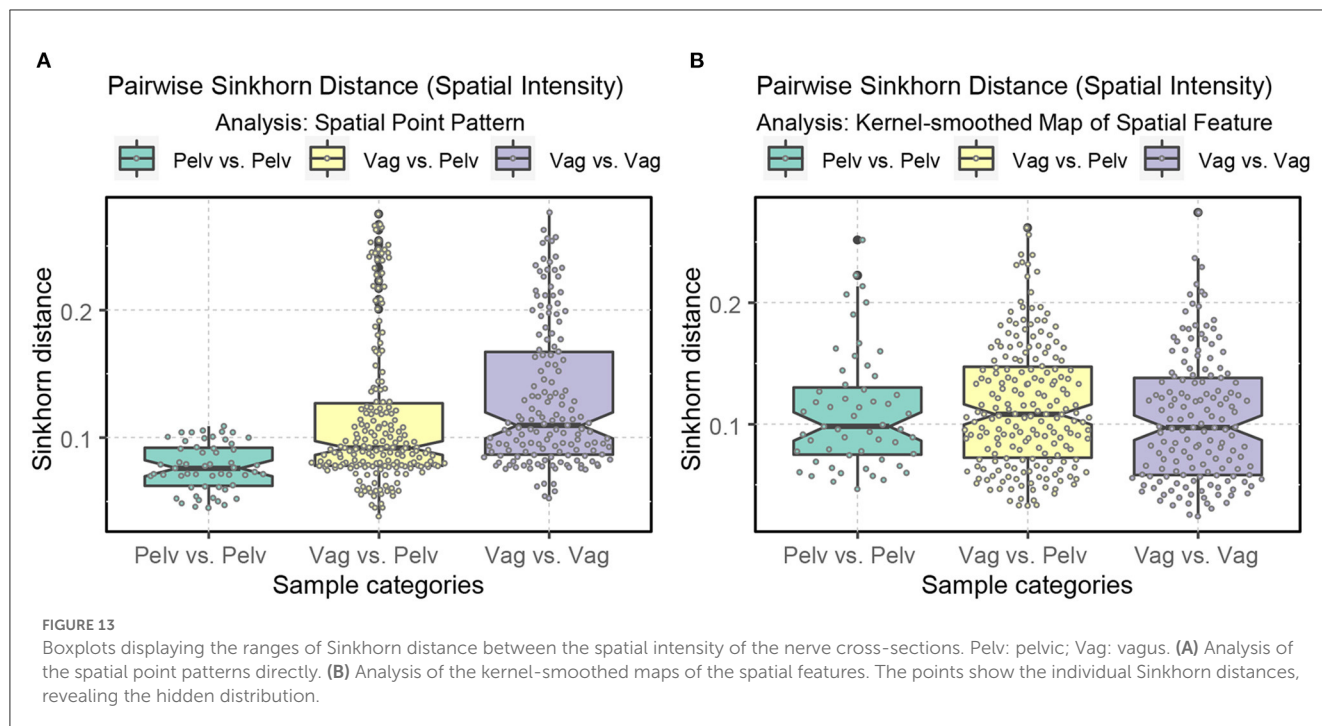 A
Pairwise Sinkhorn Distance (Spatial Intensity)
Analysis: Spatial Point Pattern
Pelv vs. Pelv Vag vs. Pelv Vag vs. Vag
Sinkhorn distance
0.2
0.1
Pelv vs. Pelv Vag vs. Pelv Vag vs. Vag
Sample categories
B
Pairwise Sinkhorn Distance (Spatial Intensity)
Analysis: Kernel-smoothed Map of Spatial Feature
Pelv vs. Pelv Vag vs. Pelv Vag vs. Vag
Sinkhorn distance
0.2
0.1
Pelv vs. Pelv Vag vs. Pelv Vag vs. Vag
Sample categories
FIGURE 13
Boxplots displaying the ranges of Sinkhorn distance between the spatial intensity of the nerve cross-sections. Pelv: pelvic; Vag: vagus. (A) Analysis of
the spatial point patterns directly. (B) Analysis of the kernel-smoothed maps of the spatial features. The points show the individual Sinkhorn distances,
revealing the hidden distribution.